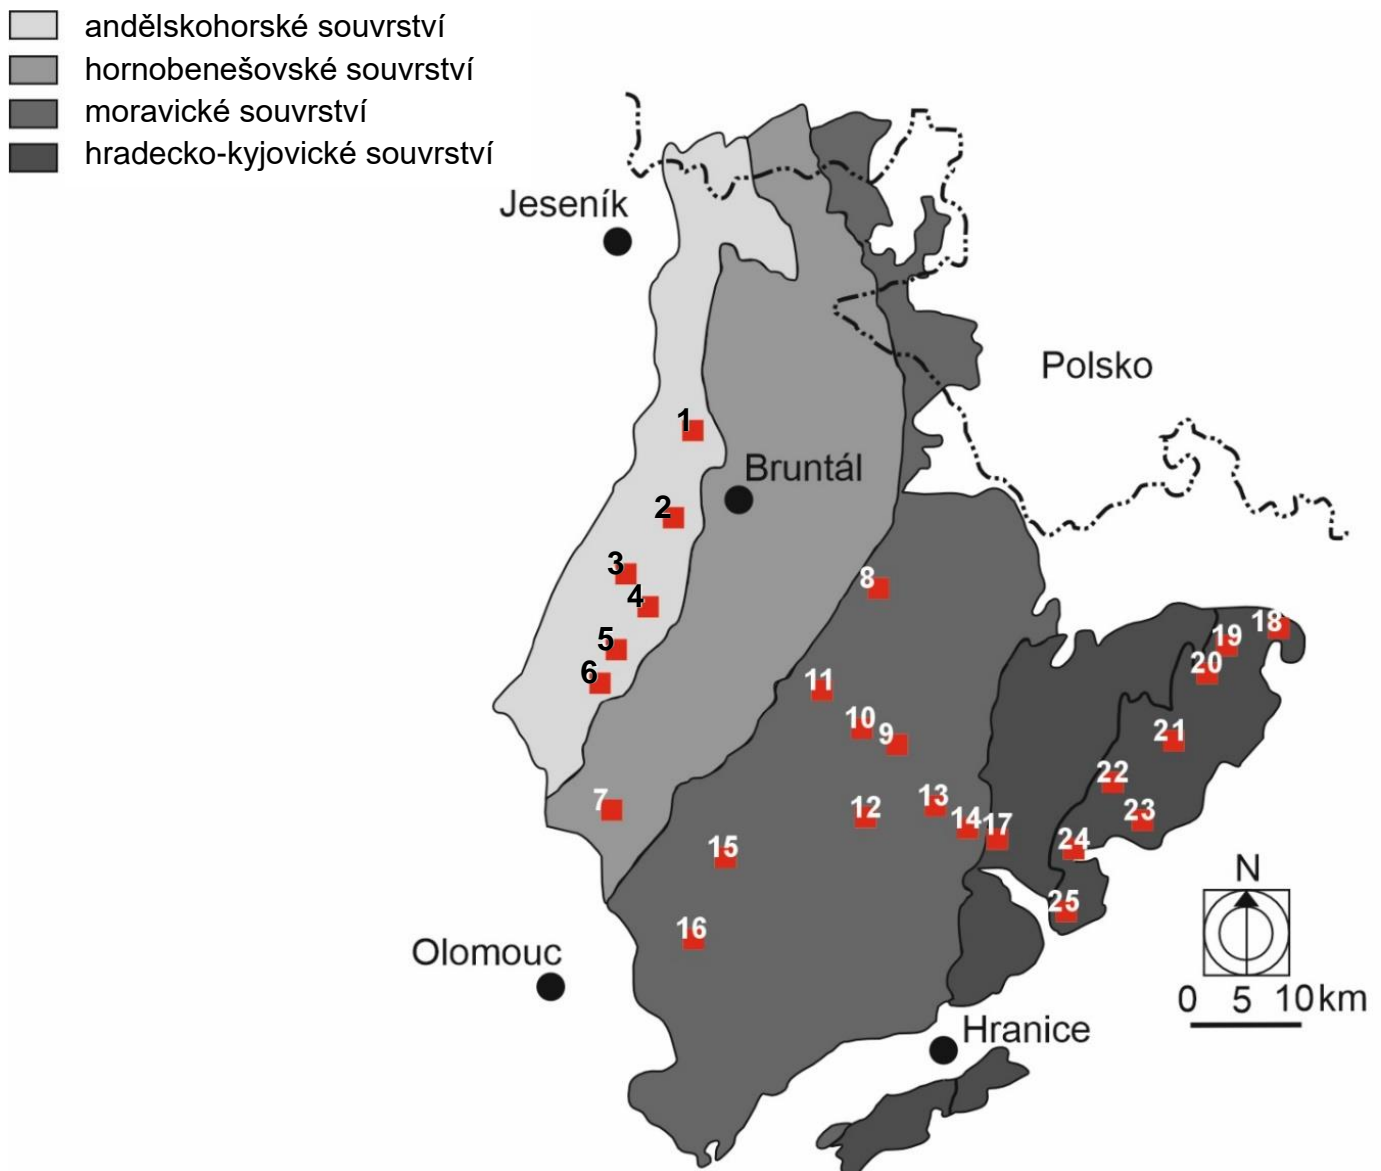 andělskohorské souvrství
hornobenešovské souvrství
moravické souvrství
hradecko-kyjovické souvrství
Jeseník
Polsko
1
Bruntál
2
3
4
8
5
6
18
19
20
11
10
9
21
22
7
13
12
23
14
17
24
15
N
25
16
Olomouc
0 5 10 km
Hranice